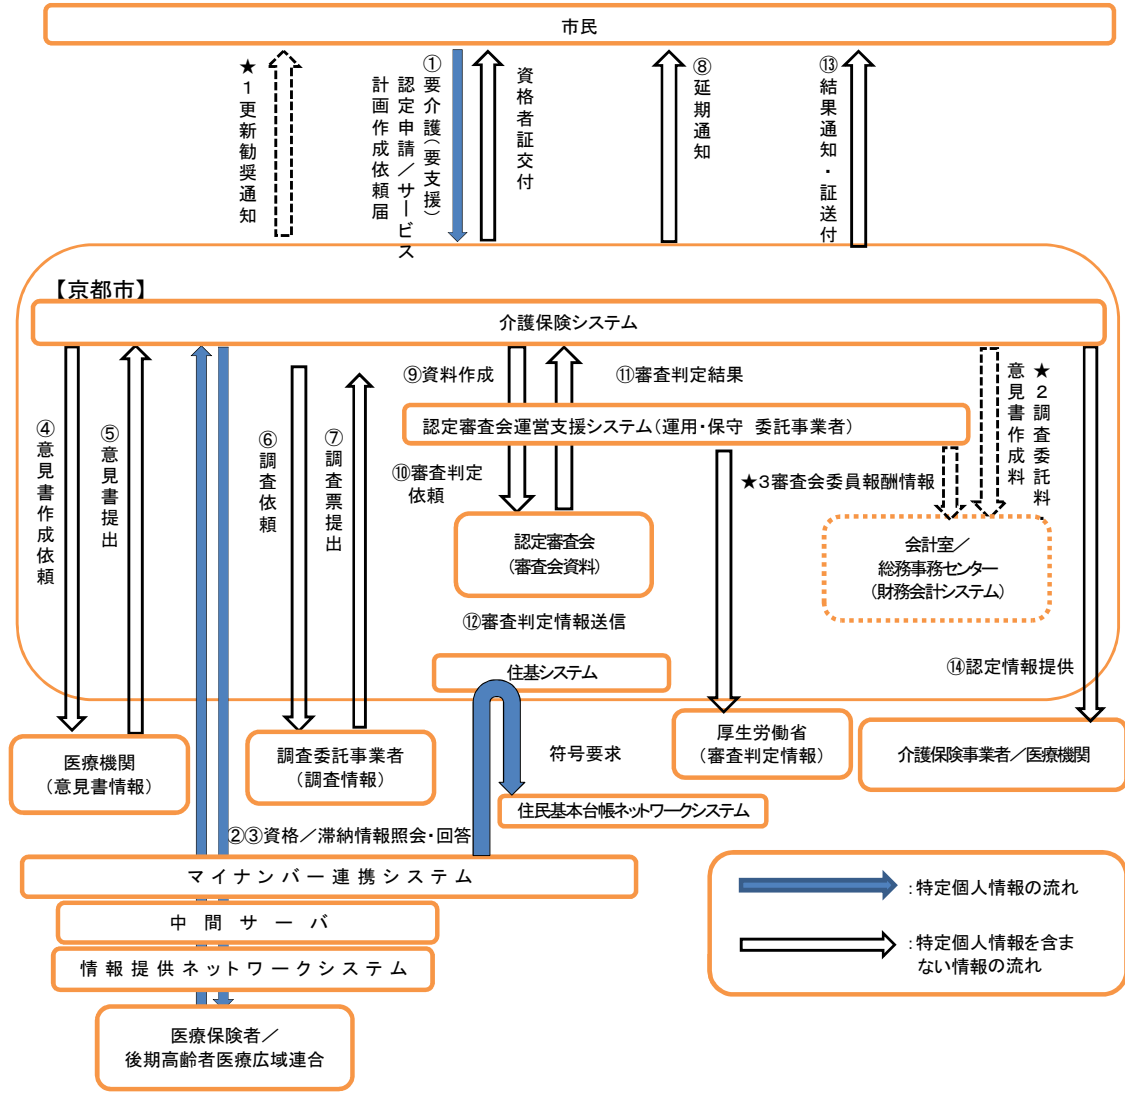 市民
★1更新勧奨通知
①要介護(要支援)
認定申請／サービス
計画作成依頼届
資格者証交付
⑧延期通知
⑬結果通知・証送付
【京都市】
介護保険システム
④意見書作成依頼
⑤意見書提出
⑥調査依頼
⑦調査票提出
⑨資料作成
⑪審査判定結果
★2調査委託料・
意見書作成料
認定審査会運営支援システム(運用・保守 委託事業者)
⑩審査判定
依頼
★3審査会委員報酬情報
認定審査会
(審査会資料)
会計室／
総務事務センター
(財務会計システム)
⑫審査判定情報送信
住基システム
⑭認定情報提供
医療機関
(意見書情報)
調査委託事業者
(調査情報)
符号要求
厚生労働省
(審査判定情報)
介護保険事業者／医療機関
住民基本台帳ネットワークシステム
②③資格／滞納情報照会・回答
マイナンバー連携システム
中間サーバ
情報提供ネットワークシステム
医療保険者／
後期高齢者医療広域連合
:特定個人情報の流れ
:特定個人情報を含ま
ない情報の流れ